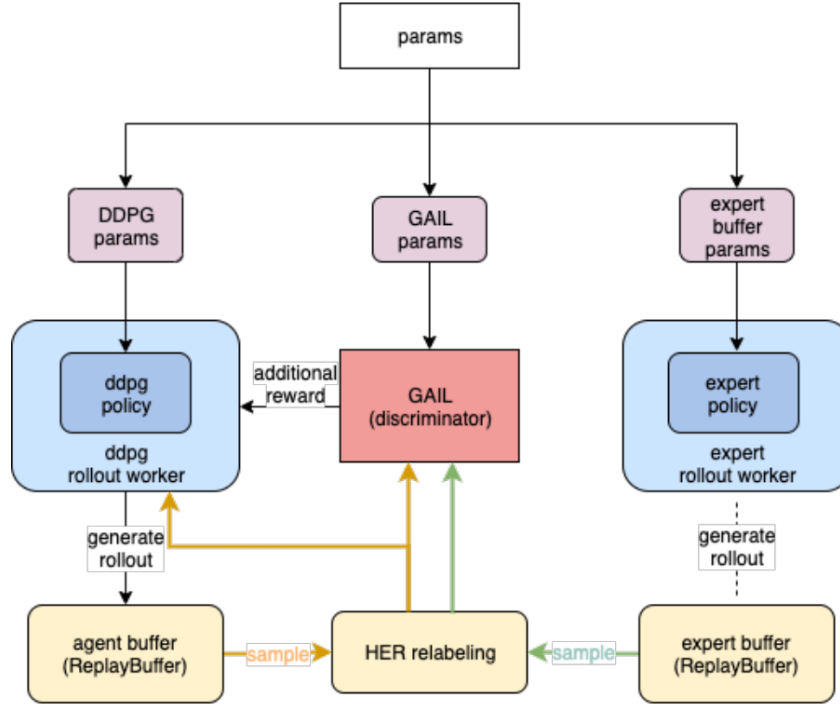 params
DDPG
params
GAIL
params
expert
buffer
params
ddpg
policy
ddpg
rollout worker
additional
reward
GAIL
(discriminator)
expert
policy
expert
rollout worker
generate
rollout
generate
rollout
agent buffer
(ReplayBuffer)
sample
HER relabeling
sample
expert buffer
(ReplayBuffer)